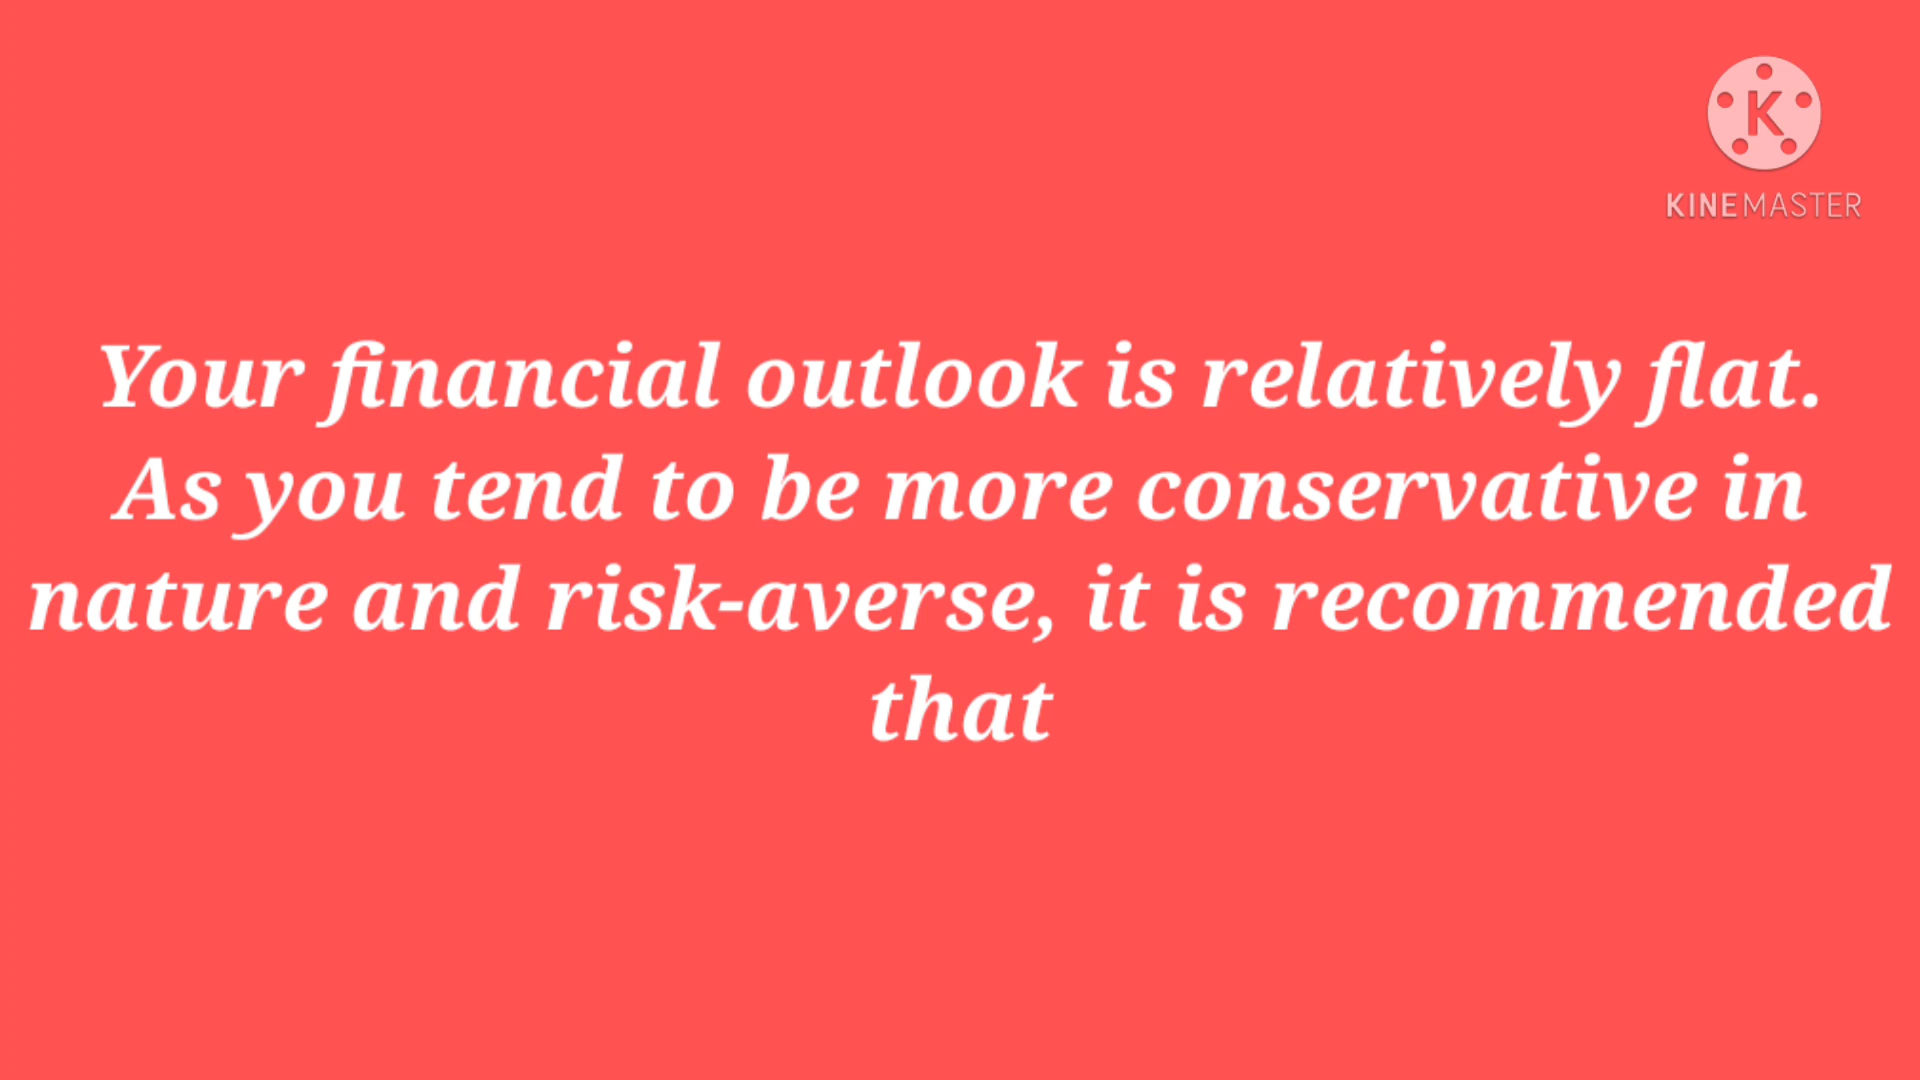 K
KINEMASTER
Your financial outlook is relatively flat.
As you tend to be more conservative in
nature and risk-averse, it is recommended
that